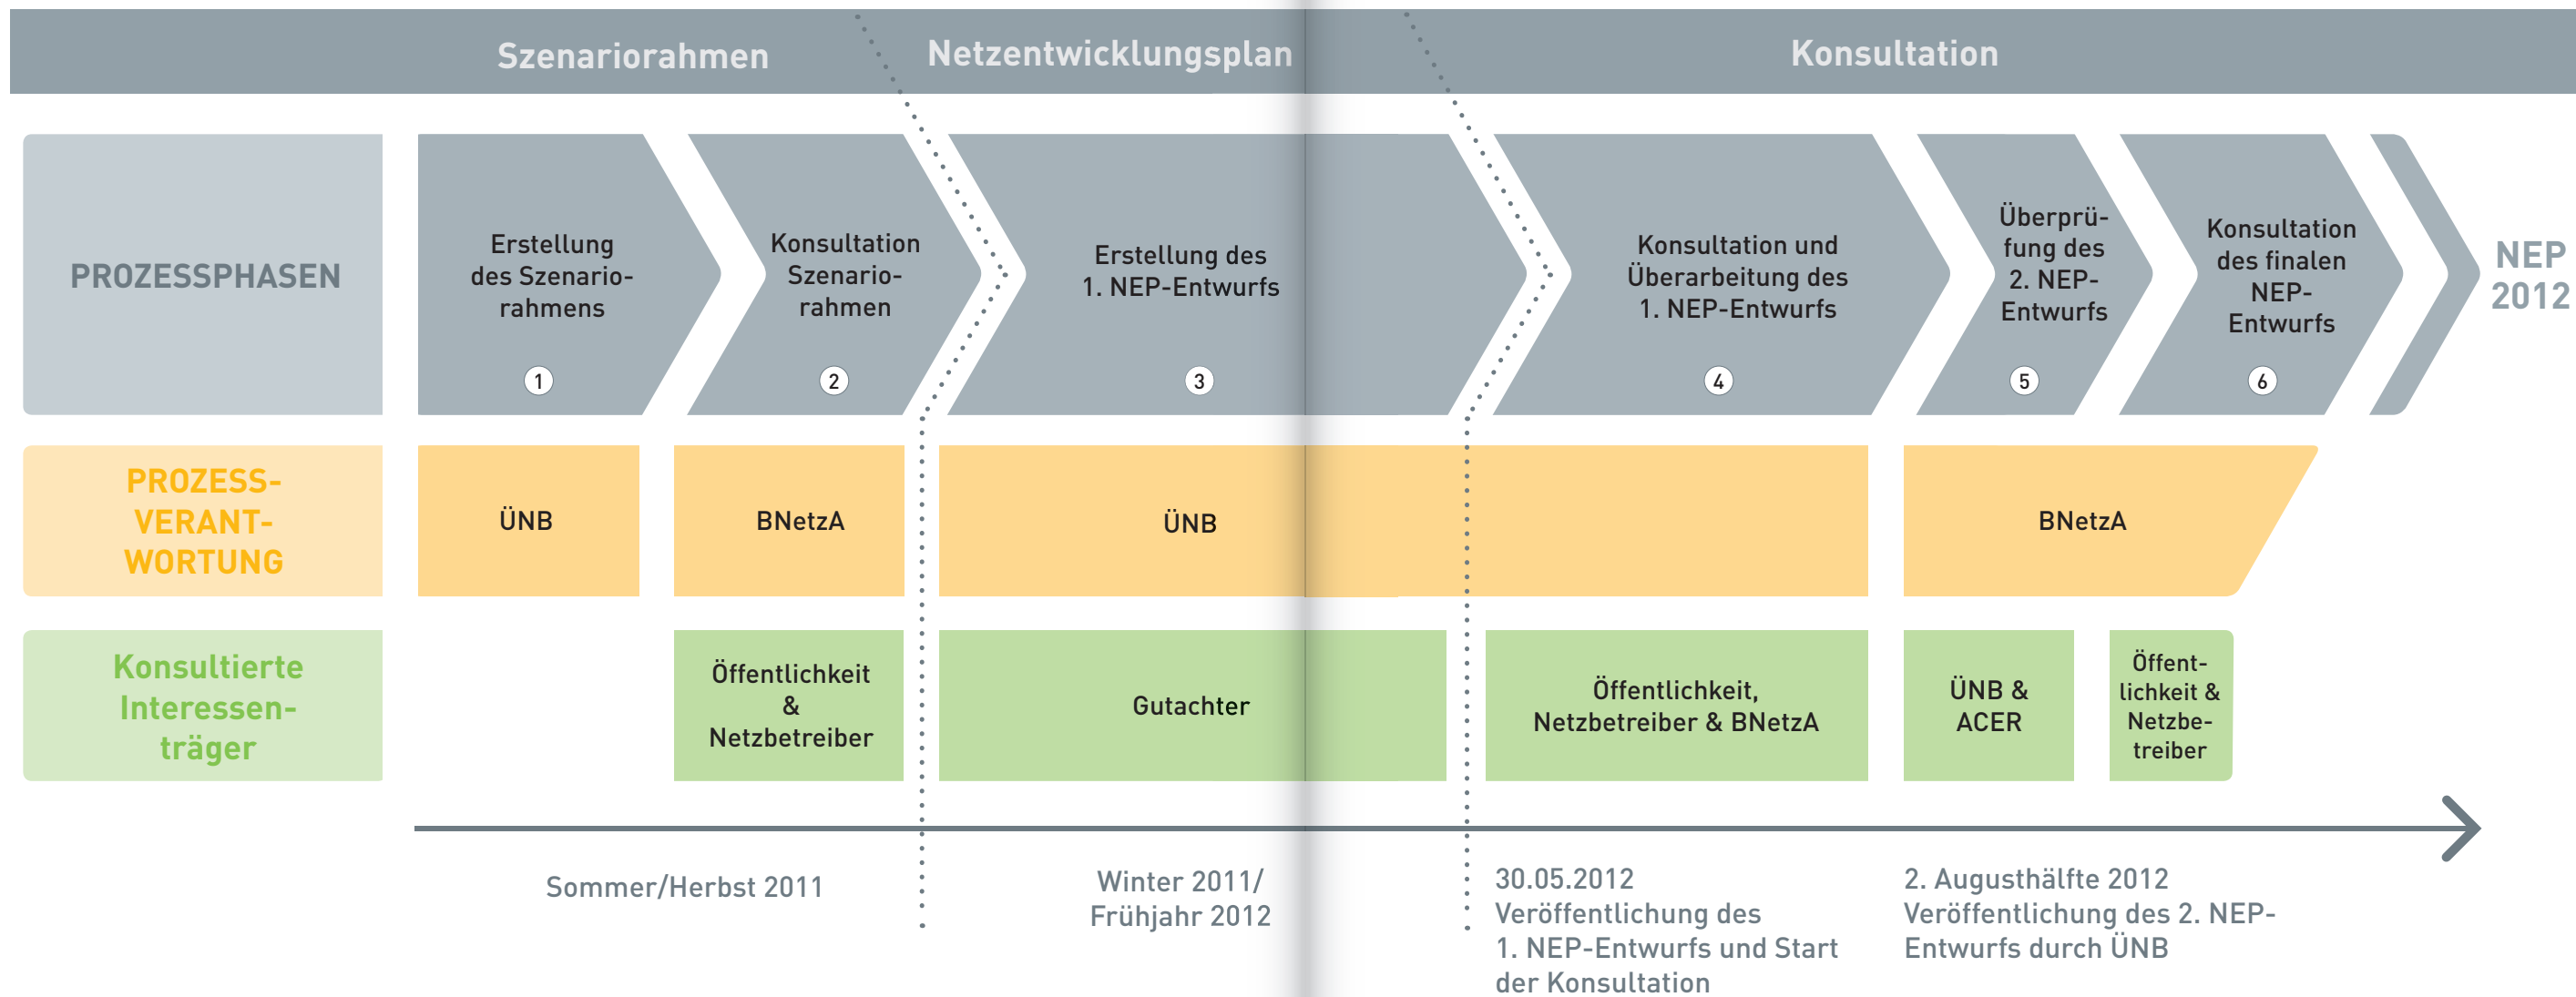 Szenariorahmen
Netzentwicklungsplan
Konsultation
PROZESSPHASEN
Erstellung
des Szenario-
rahmens
1
Konsultation
Szenario-
rahmen
2
Erstellung des
1. NEP-Entwurfs
3
Konsultation und
Überarbeitung des
1. NEP-Entwurfs
4
Überprü-
fung des
2. NEP-
Entwurfs
5
Konsultation
des finalen
NEP-
Entwurfs
6
NEP
2012
PROZESS-
VERANT-
WORTUNG
ÜNB
BNetzA
ÜNB
BNetzA
Konsultierte
Interessen-
träger
Öffentlichkeit
&
Netzbetreiber
Gutachter
Öffentlichkeit,
Netzbetreiber & BNetzA
ÜNB &
ACER
Öffent-
lichkeit &
Netzbe-
treiber
Sommer/Herbst 2011
Winter 2011/
Frühjahr 2012
30.05.2012
Veröffentlichung des
1. NEP-Entwurfs und Start
der Konsultation
2. Augusthälfte 2012
Veröffentlichung des 2. NEP-
Entwurfs durch ÜNB